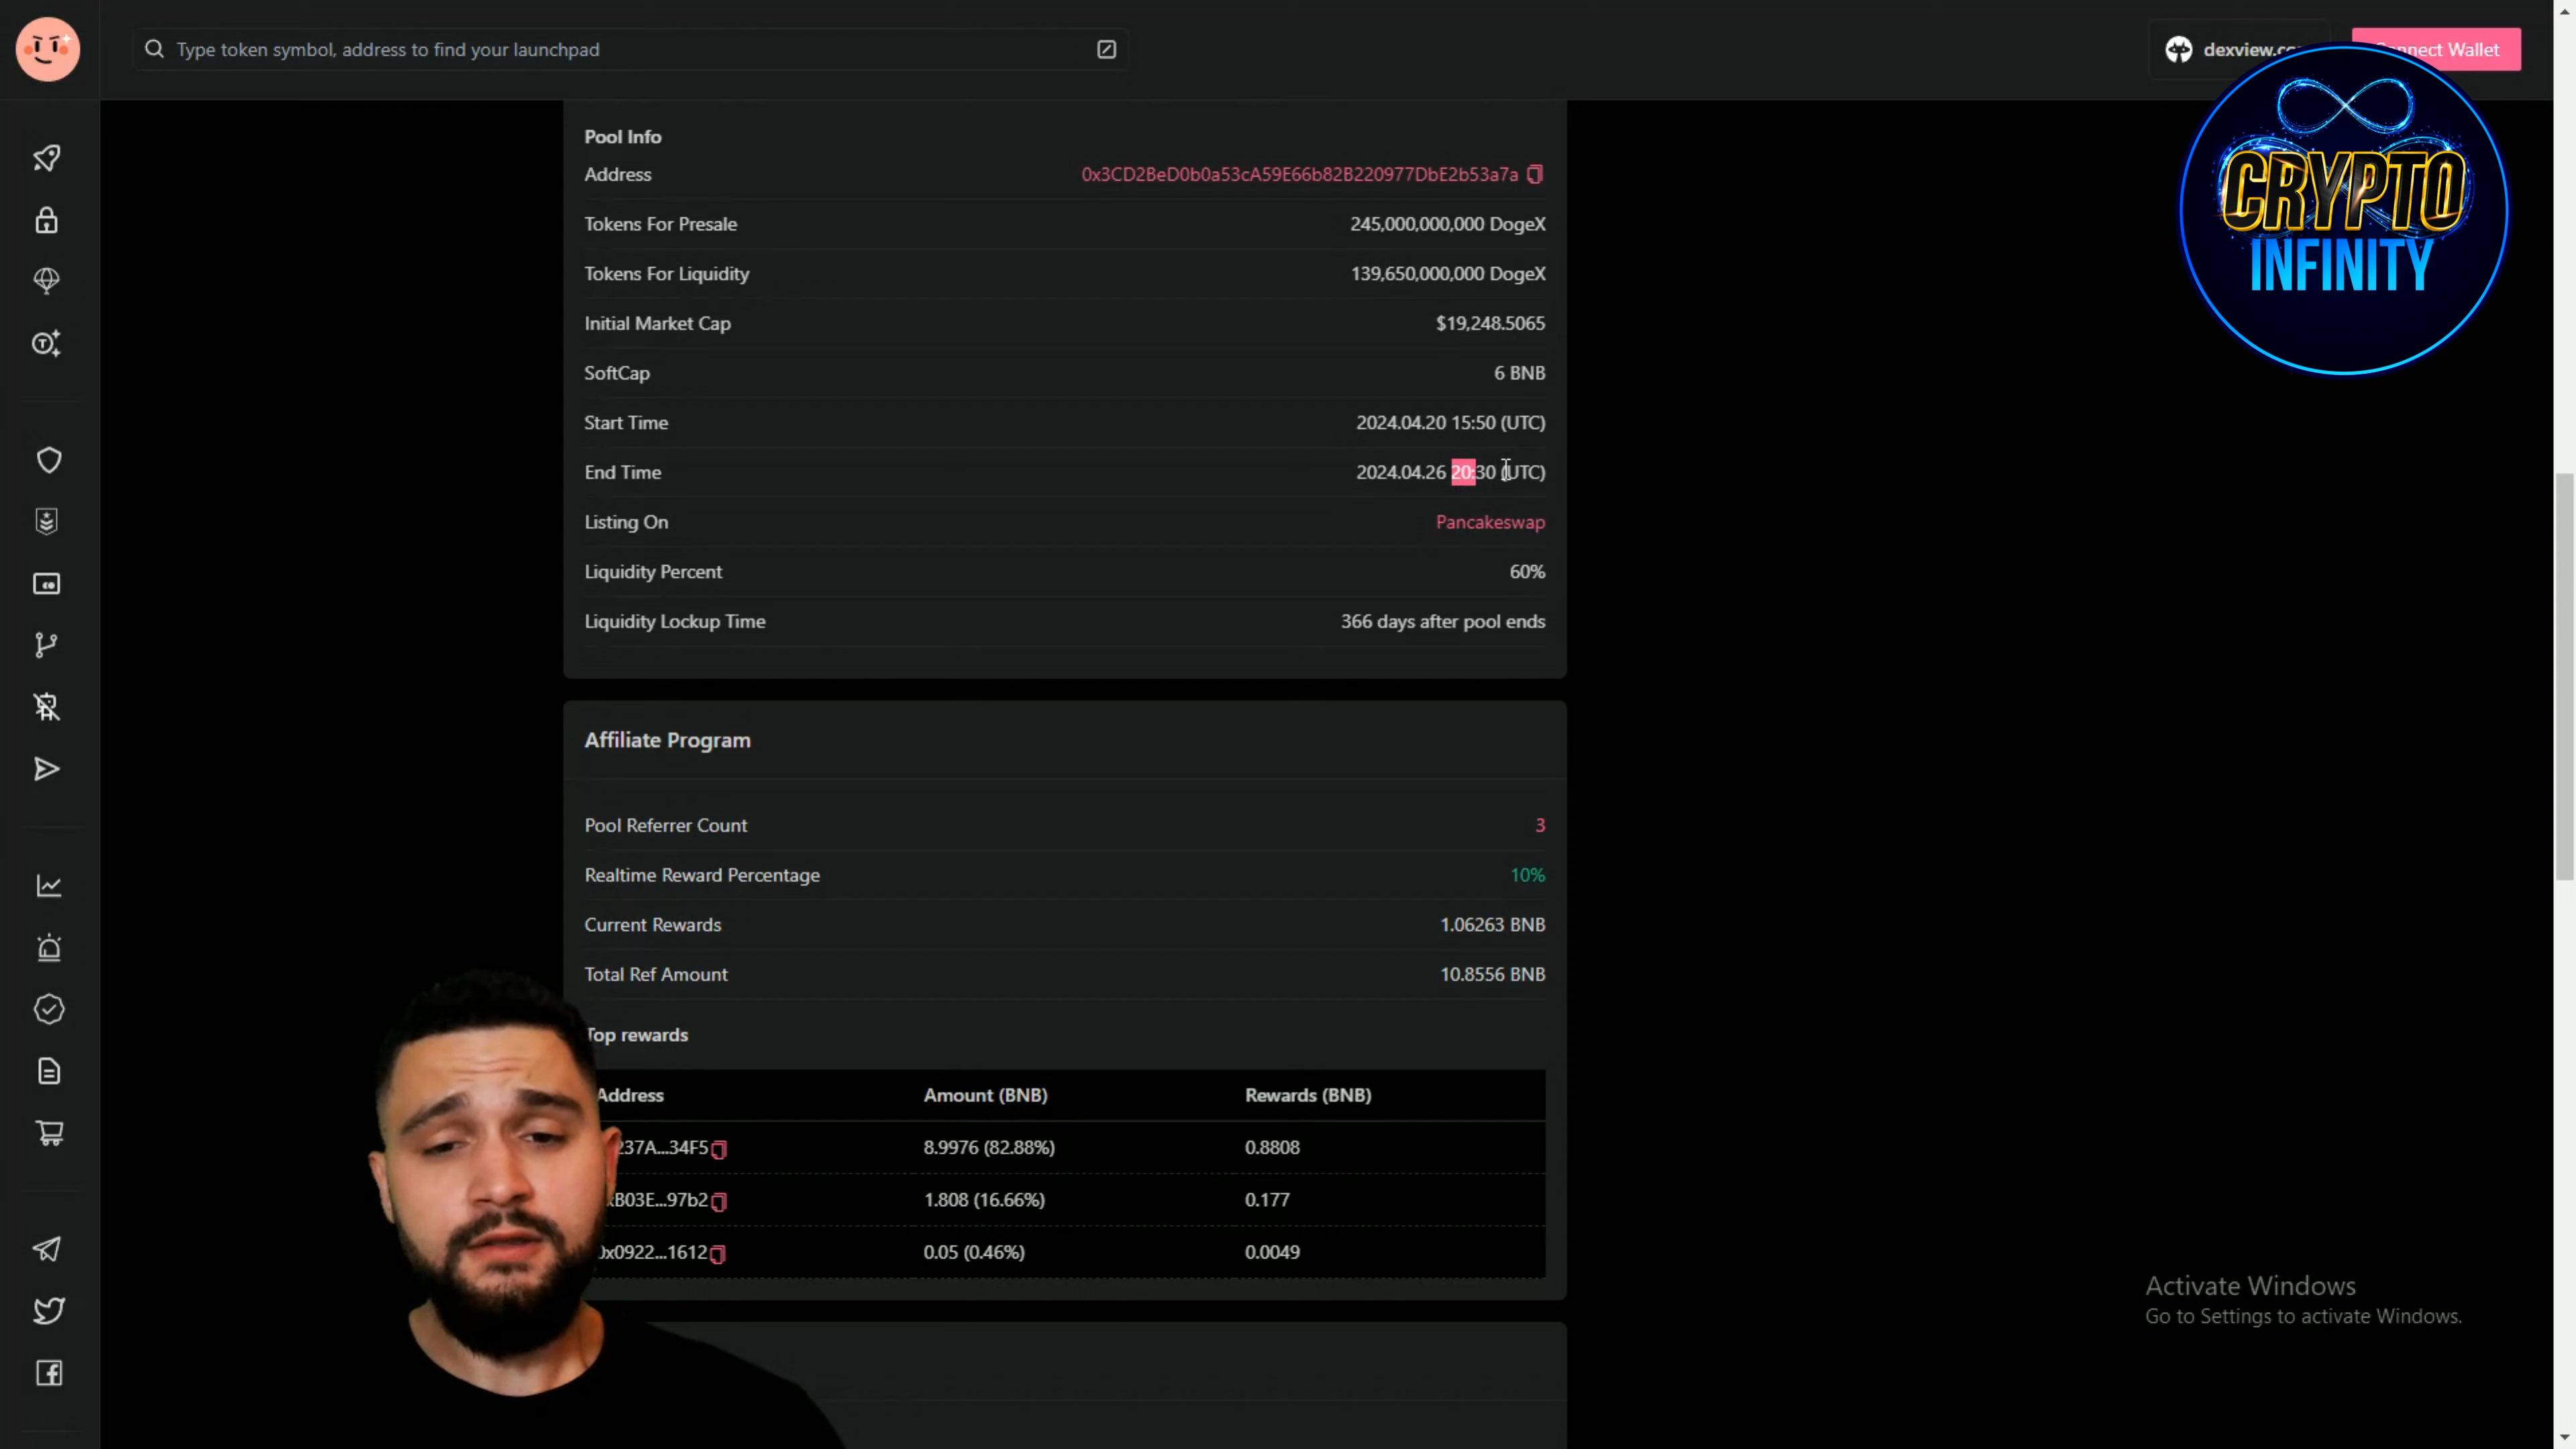 Type token symbol, address to find your launchpad
dexview.co
nnect Wallet
CRYPTO
INFINITY
Pool Info
Address 0x3CD2BeD0b0a53cA59E66b82B220977DbE2b53a7a
Tokens For Presale 245,000,000,000 DogeX
Tokens For Liquidity 139,650,000,000 DogeX
Initial Market Cap $19,248.5065
SoftCap 6 BNB
Start Time 2024.04.20 15:50 (UTC)
End Time 2024.04.26 20:30 (UTC)
Listing On Pancakeswap
Liquidity Percent 60%
Liquidity Lockup Time 366 days after pool ends
Affiliate Program
Pool Referrer Count 3
Realtime Reward Percentage 10%
Current Rewards 1.06263 BNB
Total Ref Amount 10.8556 BNB
Top rewards
Address Amount (BNB) Rewards (BNB)
237A...34F5 8.9976 (82.88%) 0.8808
xB03E...97b2 1.808 (16.66%) 0.177
0x0922...1612 0.05 (0.46%) 0.0049
Activate Windows
Go to Settings to activate Windows.